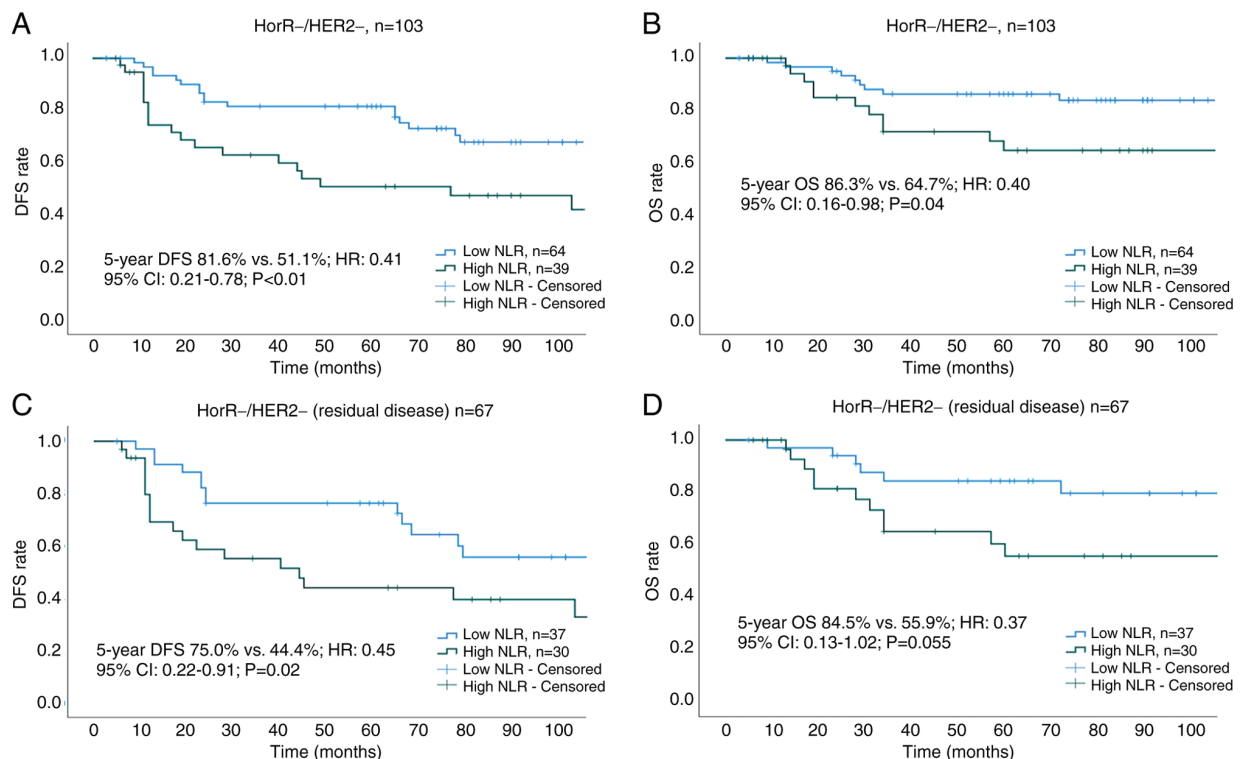 A
HorR–/HER2–, n=103
DFS rate
1.0
0.8
0.6
0.4
0.2
0.0
5-year DFS 81.6% vs. 51.1%; HR: 0.41
95% CI: 0.21-0.78; P<0.01
Low NLR, n=64
High NLR, n=39
Low NLR - Censored
High NLR - Censored
0 10 20 30 40 50 60 70 80 90 100
Time (months)
B
HorR–/HER2–, n=103
OS rate
1.0
0.8
0.6
0.4
0.2
0.0
5-year OS 86.3% vs. 64.7%; HR: 0.40
95% CI: 0.16-0.98; P=0.04
Low NLR, n=64
High NLR, n=39
Low NLR - Censored
High NLR - Censored
0 10 20 30 40 50 60 70 80 90 100
Time (months)
C
HorR–/HER2– (residual disease) n=67
DFS rate
1.0
0.8
0.6
0.4
0.2
0.0
5-year DFS 75.0% vs. 44.4%; HR: 0.45
95% CI: 0.22-0.91; P=0.02
Low NLR, n=37
High NLR, n=30
Low NLR - Censored
High NLR - Censored
0 10 20 30 40 50 60 70 80 90 100
Time (months)
D
HorR–/HER2– (residual disease) n=67
OS rate
1.0
0.8
0.6
0.4
0.2
0.0
5-year OS 84.5% vs. 55.9%; HR: 0.37
95% CI: 0.13-1.02; P=0.055
Low NLR, n=37
High NLR, n=30
Low NLR - Censored
High NLR - Censored
0 10 20 30 40 50 60 70 80 90 100
Time (months)